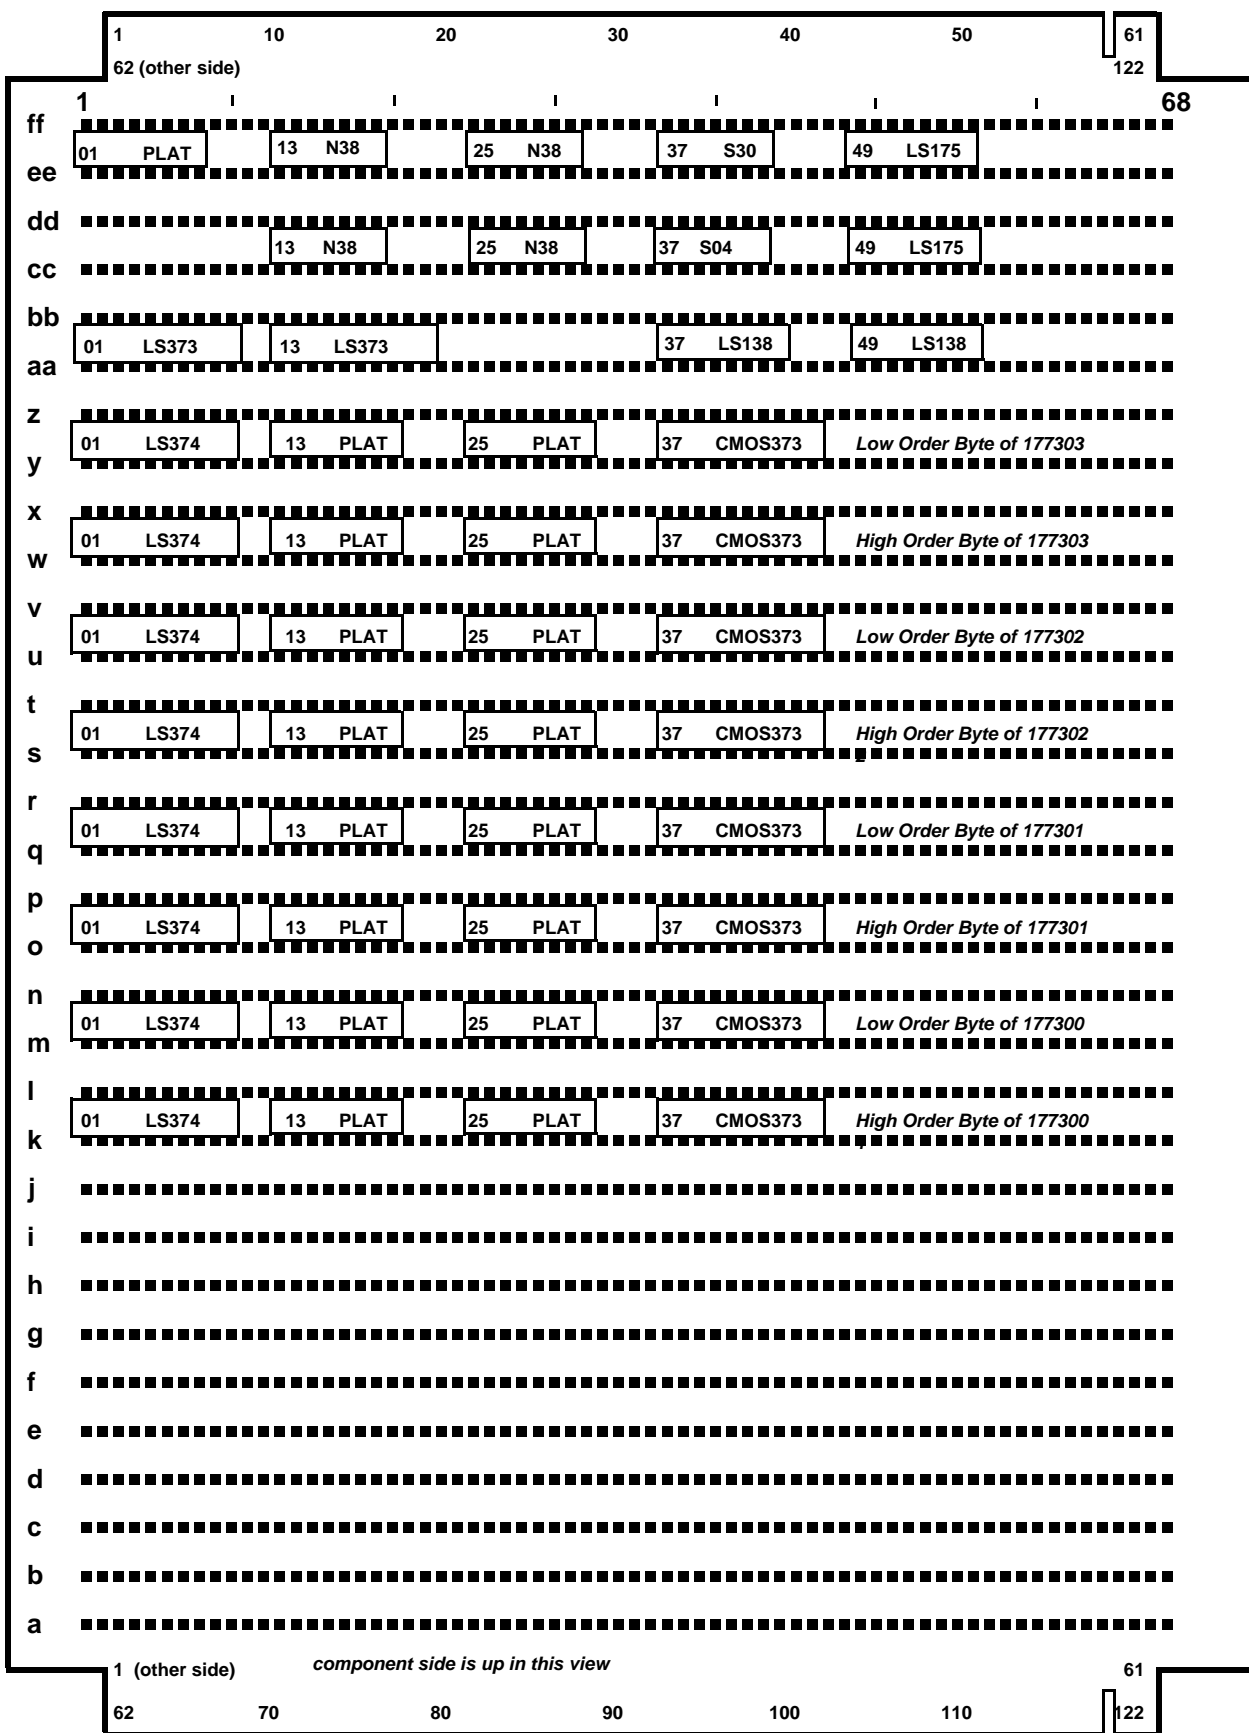 1 10 20 30 40 50 61
62 (other side) 122
1 68
ff
01 PLAT 13 N38 25 N38 37 S30 49 LS175
ee
dd
13 N38 25 N38 37 S04 49 LS175
cc
bb
01 LS373 13 LS373 37 LS138 49 LS138
aa
z
01 LS374 13 PLAT 25 PLAT 37 CMOS373 Low Order Byte of 177303
y
x
01 LS374 13 PLAT 25 PLAT 37 CMOS373 High Order Byte of 177303
w
v
01 LS374 13 PLAT 25 PLAT 37 CMOS373 Low Order Byte of 177302
u
t
01 LS374 13 PLAT 25 PLAT 37 CMOS373 High Order Byte of 177302
s
r
01 LS374 13 PLAT 25 PLAT 37 CMOS373 Low Order Byte of 177301
q
p
01 LS374 13 PLAT 25 PLAT 37 CMOS373 High Order Byte of 177301
o
n
01 LS374 13 PLAT 25 PLAT 37 CMOS373 Low Order Byte of 177300
m
l
01 LS374 13 PLAT 25 PLAT 37 CMOS373 High Order Byte of 177300
k
j
i
h
g
f
e
d
c
b
a
1 (other side) component side is up in this view 61
62 70 80 90 100 110 122